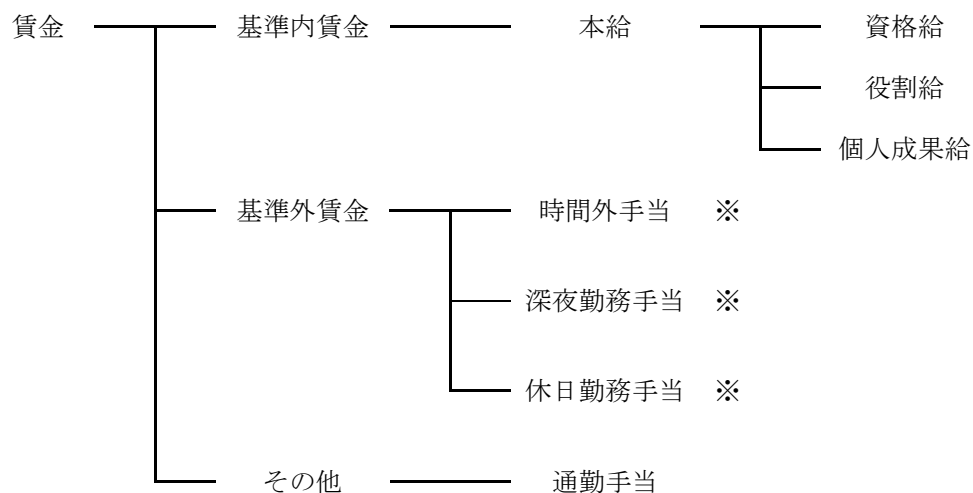 賃金 基準内賃金 本給 資格給
役割給
個人成果給
基準外賃金 時間外手当 ※
深夜勤務手当 ※
休日勤務手当 ※
その他 通勤手当